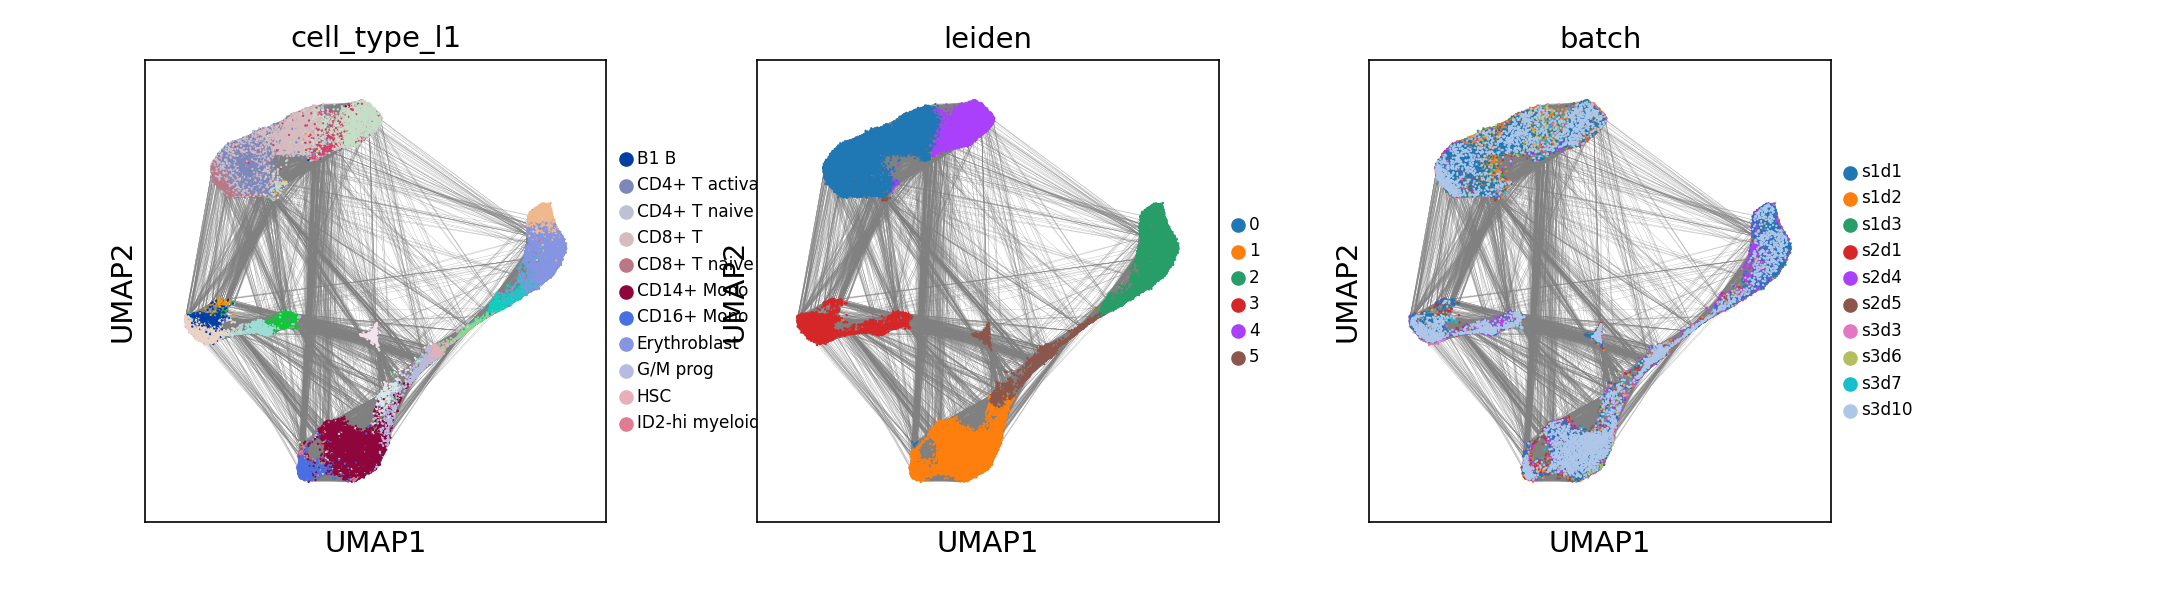 cell_type_l1
leiden
batch
UMAP2
UMAP1
B1 B
CD4+ T activa
CD4+ T naive
CD8+ T
CD8+ T naive
CD14+ Mono
CD16+ Mono
Erythroblast
G/M prog
HSC
ID2-hi myeloid
UMAP2
UMAP1
0
1
2
3
4
5
UMAP2
UMAP1
s1d1
s1d2
s1d3
s2d1
s2d4
s2d5
s3d3
s3d6
s3d7
s3d10